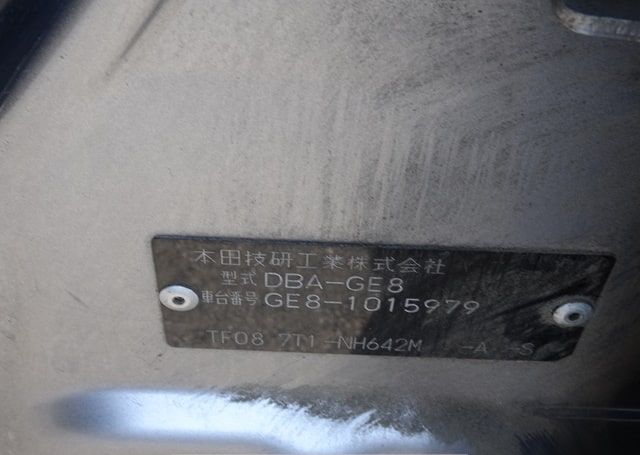 本田技研工業株式会社
型式 DBA-GE8
車台番号 GE8-1015979
TF08 7T1-NH642M -A -S